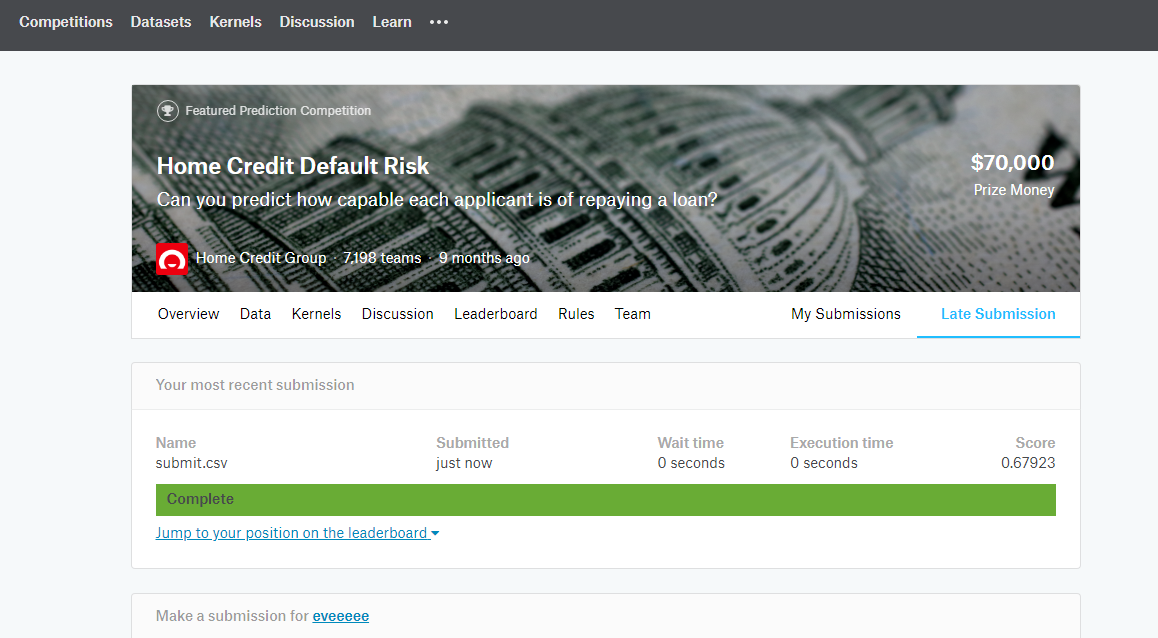 Competitions Datasets Kernels Discussion Learn •••
Featured Prediction Competition
Home Credit Default Risk
$70,000
Can you predict how capable each applicant is of repaying a loan?
Prize Money
Home Credit Group · 7,198 teams · 9 months ago
Overview Data Kernels Discussion Leaderboard Rules Team My Submissions Late Submission
Your most recent submission
Name Submitted Wait time Execution time Score
submit.csv just now 0 seconds 0 seconds 0.67923
Complete
Jump to your position on the leaderboard
Make a submission for eveeeee